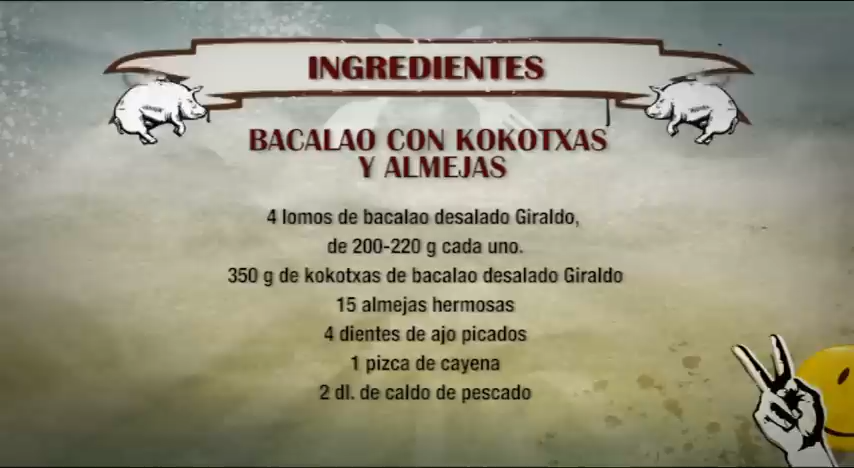 INGREDIENTES
BACALAO CON KOKOTXAS
Y ALMEJAS
4 lomos de bacalao desalado Giraldo,
de 200-220 g cada uno.
350 g de kokotxas de bacalao desalado Giraldo
15 almejas hermosas
4 dientes de ajo picados
1 pizca de cayena
2 dl. de caldo de pescado